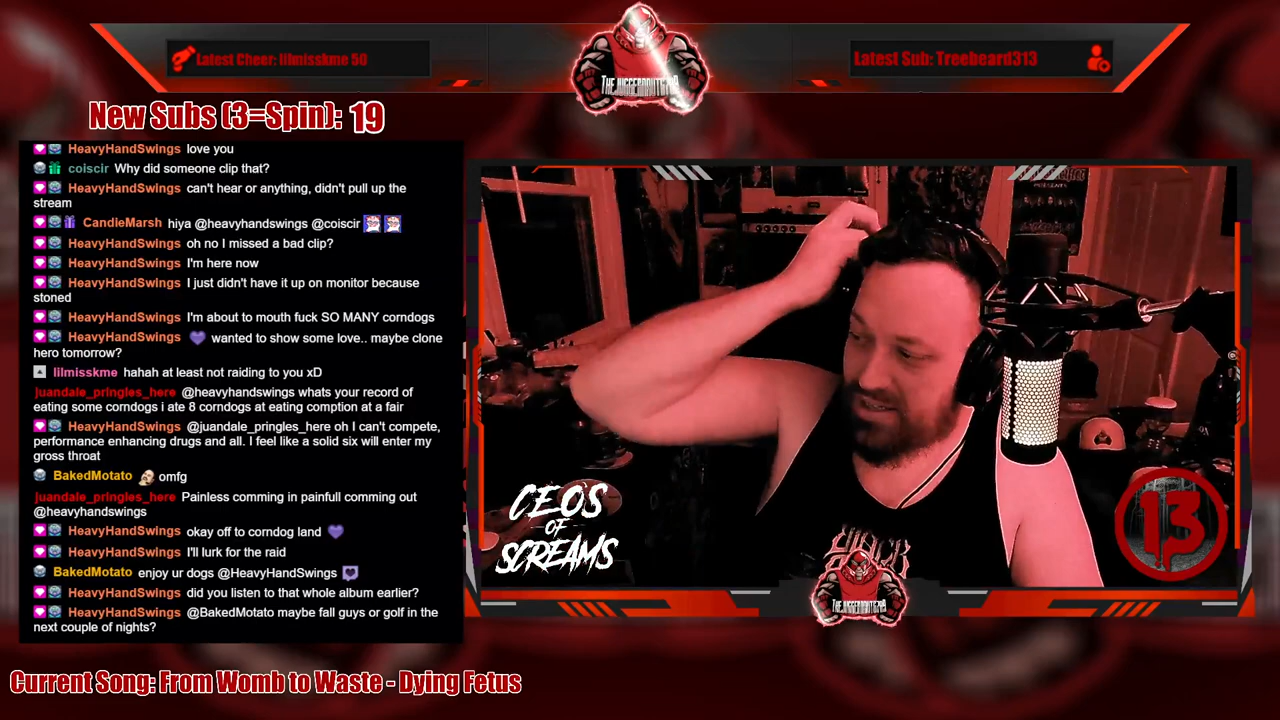 Latest Cheer: lilmisskme 50
Latest Sub: Treebeard313
New Subs (3=Spin): 19
HeavyHandSwings love you
coiscir Why did someone clip that?
HeavyHandSwings can't hear or anything, didn't pull up the
stream
CandieMarsh hiya @heavyhandswings @coiscir
HeavyHandSwings oh no I missed a bad clip?
HeavyHandSwings I'm here now
HeavyHandSwings I just didn't have it up on monitor because
stoned
HeavyHandSwings I'm about to mouth fuck SO MANY corndogs
HeavyHandSwings wanted to show some love.. maybe clone
hero tomorrow?
lilmisskme hahah at least not raiding to you xD
juandale_pringles_here @heavyhandswings whats your record of
eating some corndogs i ate 8 corndogs at eating comption at a fair
HeavyHandSwings @juandale_pringles_here oh I can't compete,
performance enhancing drugs and all. I feel like a solid six will enter my
gross throat
BakedMotato omfg
juandale_pringles_here Painless comming in painfull comming out
@heavyhandswings
HeavyHandSwings okay off to corndog land
HeavyHandSwings I'll lurk for the raid
BakedMotato enjoy ur dogs @HeavyHandSwings
HeavyHandSwings did you listen to that whole album earlier?
HeavyHandSwings @BakedMotato maybe fall guys or golf in the
next couple of nights?
CEOS
OF
SCREAMS
13
Current Song: From Womb to Waste - Dying Fetus